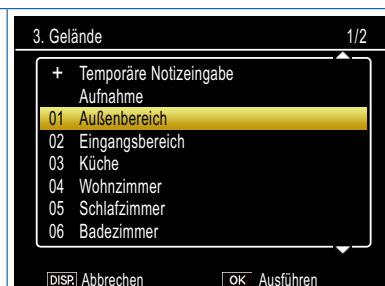 3. Gelände 1/2
+ Temporäre Notizeingabe
Aufnahme
01 Außenbereich
02 Eingangsbereich
03 Küche
04 Wohnzimmer
05 Schlafzimmer
06 Badezimmer
DISP. Abbrechen OK Ausführen